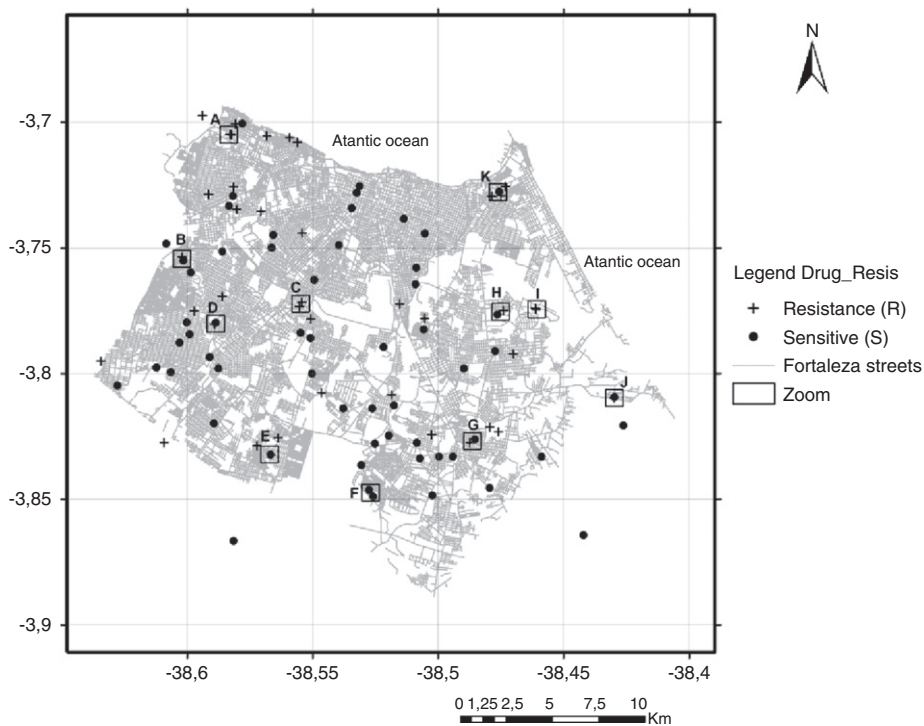 N
-3,7
-3,75
-3,8
-3,85
-3,9
-38,6
-38,55
-38,5
-38,45
-38,4
Atantic ocean
Atantic ocean
A
K
B
C
H
I
D
J
E
G
F
Legend Drug_Resis
Resistance (R)
Sensitive (S)
Fortaleza streets
Zoom
0 1,25 2,5 5 7,5 10
Km